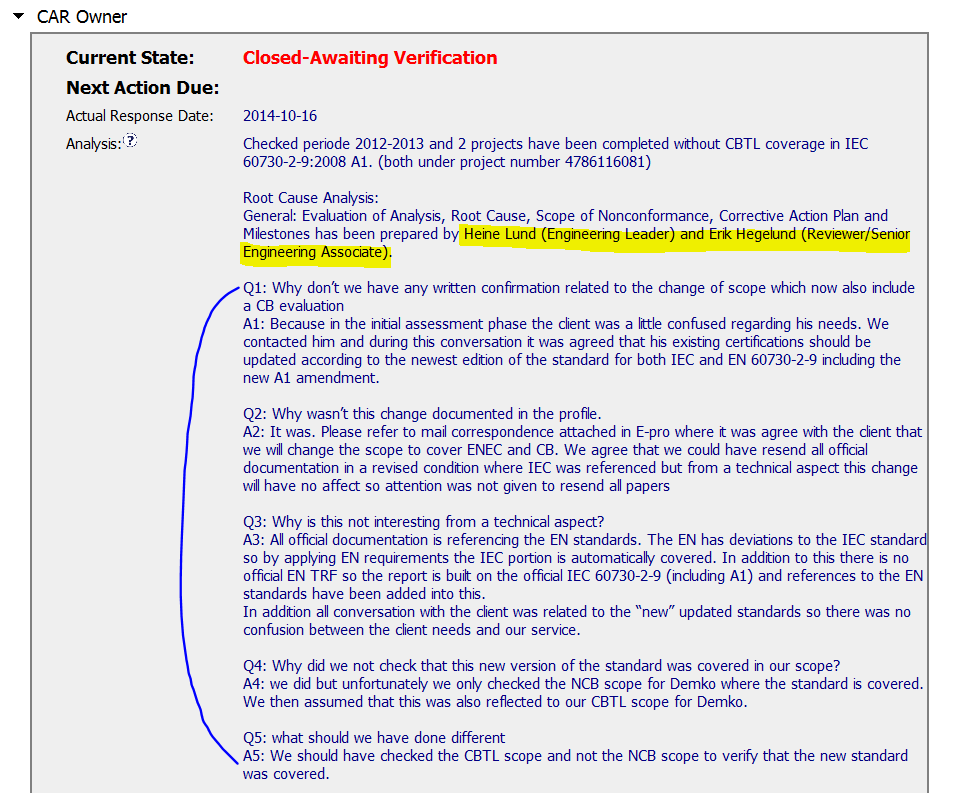 CAR Owner
Current State: Closed-Awaiting Verification
Next Action Due:
Actual Response Date: 2014-10-16
Analysis:? Checked periode 2012-2013 and 2 projects have been completed without CBTL coverage in IEC
60730-2-9:2008 A1. (both under project number 4786116081)
Root Cause Analysis:
General: Evaluation of Analysis, Root Cause, Scope of Nonconformance, Corrective Action Plan and
Milestones has been prepared by Heine Lund (Engineering Leader) and Erik Hegelund (Reviewer/Senior
Engineering Associate).
Q1: Why don't we have any written confirmation related to the change of scope which now also include
a CB evaluation
A1: Because in the initial assessment phase the client was a little confused regarding his needs. We
contacted him and during this conversation it was agreed that his existing certifications should be
updated according to the newest edition of the standard for both IEC and EN 60730-2-9 including the
new A1 amendment.
Q2: Why wasn't this change documented in the profile.
A2: It was. Please refer to mail correspondence attached in E-pro where it was agree with the client that
we will change the scope to cover ENEC and CB. We agree that we could have resend all official
documentation in a revised condition where IEC was referenced but from a technical aspect this change
will have no affect so attention was not given to resend all papers
Q3: Why is this not interesting from a technical aspect?
A3: All official documentation is referencing the EN standards. The EN has deviations to the IEC standard
so by applying EN requirements the IEC portion is automatically covered. In addition to this there is no
official EN TRF so the report is built on the official IEC 60730-2-9 (including A1) and references to the EN
standards have been added into this.
In addition all conversation with the client was related to the “new” updated standards so there was no
confusion between the client needs and our service.
Q4: Why did we not check that this new version of the standard was covered in our scope?
A4: we did but unfortunately we only checked the NCB scope for Demko where the standard is covered.
We then assumed that this was also reflected to our CBTL scope for Demko.
Q5: what should we have done different
A5: We should have checked the CBTL scope and not the NCB scope to verify that the new standard
was covered.